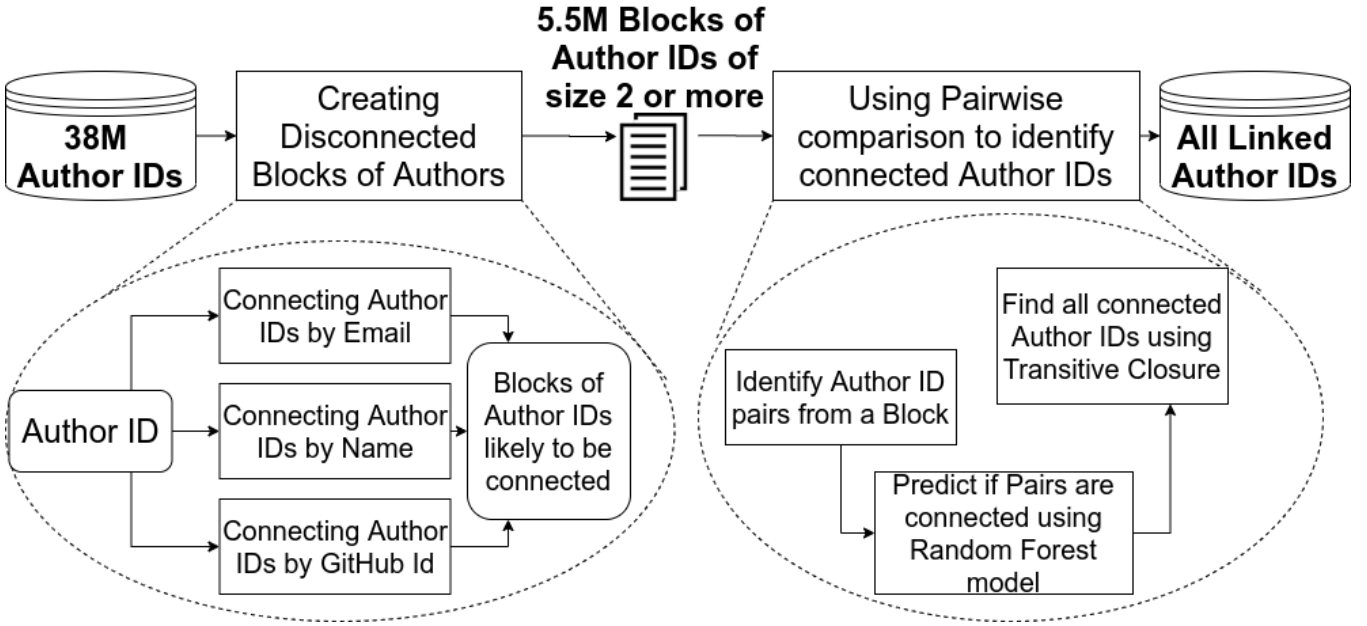 5.5M Blocks of
Author IDs of
size 2 or more
38M
Author IDs
Creating
Disconnected
Blocks of Authors
Using Pairwise
comparison to identify
connected Author IDs
All Linked
Author IDs
Author ID
Connecting Author
IDs by Email
Connecting Author
IDs by Name
Connecting Author
IDs by GitHub Id
Blocks of
Author IDs
likely to be
connected
Identify Author ID
pairs from a Block
Predict if Pairs are
connected using
Random Forest
model
Find all connected
Author IDs using
Transitive Closure